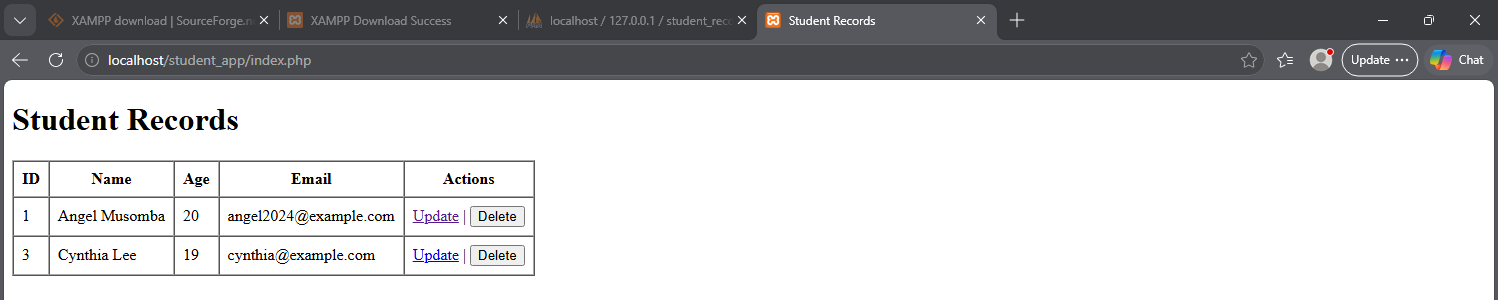 XAMPP download | SourceForge.n
XAMPP Download Success
localhost / 127.0.0.1 / student_reco
Student Records
localhost/student_app/index.php
Update
Chat
Student Records
ID Name Age Email Actions
1 Angel Musomba 20 angel2024@example.com Update | Delete
3 Cynthia Lee 19 cynthia@example.com Update | Delete